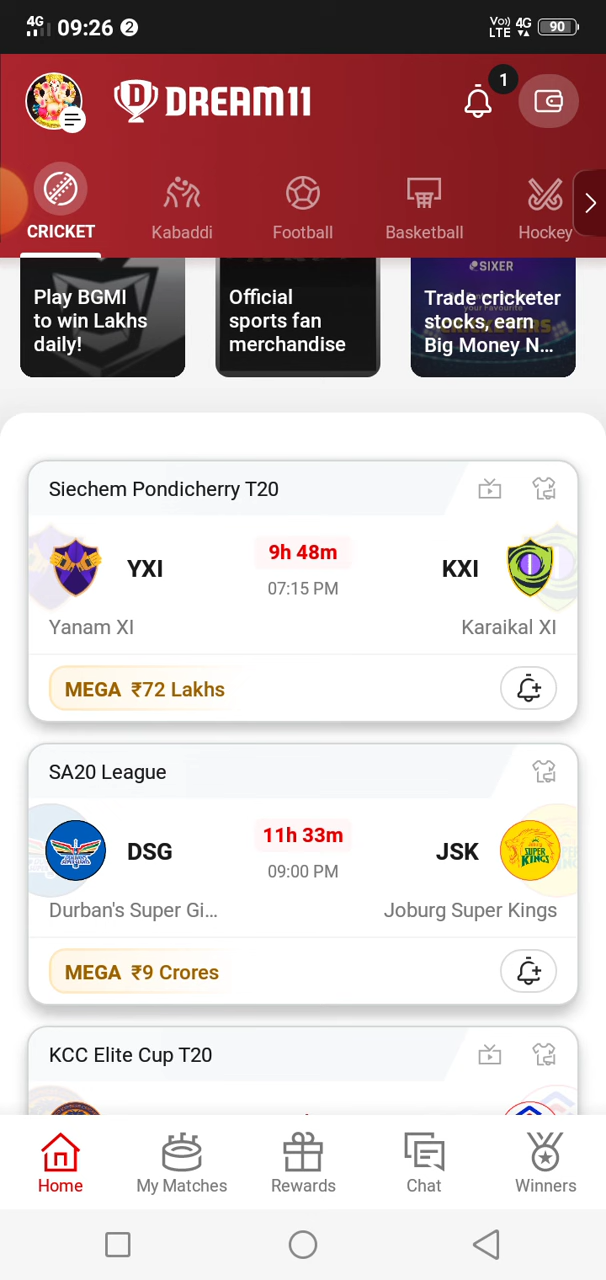 4G 09:26 2 Vo) LTE 4G 90
DREAM11
1
CRICKET Kabaddi Football Basketball Hockey
SIXER
Play BGMI
to win Lakhs
daily!
Official
sports fan
merchandise
Trade cricketer
stocks, earn
Big Money N...
Siechem Pondicherry T20
YXI 9h 48m KXI
07:15 PM
Yanam XI Karaikal XI
MEGA ₹72 Lakhs
SA20 League
DSG 11h 33m JSK
09:00 PM
SUPER
KINGS
Durban's Super Gi... Joburg Super Kings
MEGA ₹9 Crores
KCC Elite Cup T20
Home My Matches Rewards Chat Winners